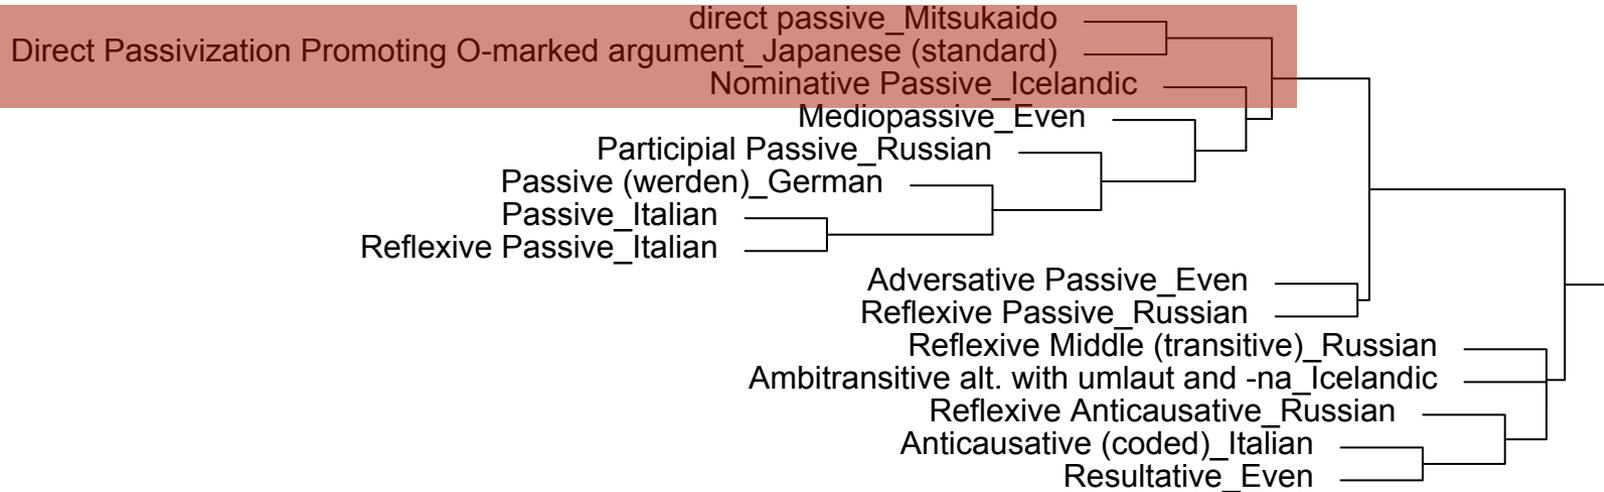 direct passive_Mitsukaido
Direct Passivization Promoting O-marked argument_Japanese (standard)
Nominative Passive_Icelandic
Mediopassive_Even
Participial Passive_Russian
Passive (werden)_German
Passive_Italian
Reflexive Passive_Italian
Adversative Passive_Even
Reflexive Passive_Russian
Reflexive Middle (transitive)_Russian
Ambitransitive alt. with umlaut and -na_Icelandic
Reflexive Anticausative_Russian
Anticausative (coded)_Italian
Resultative_Even